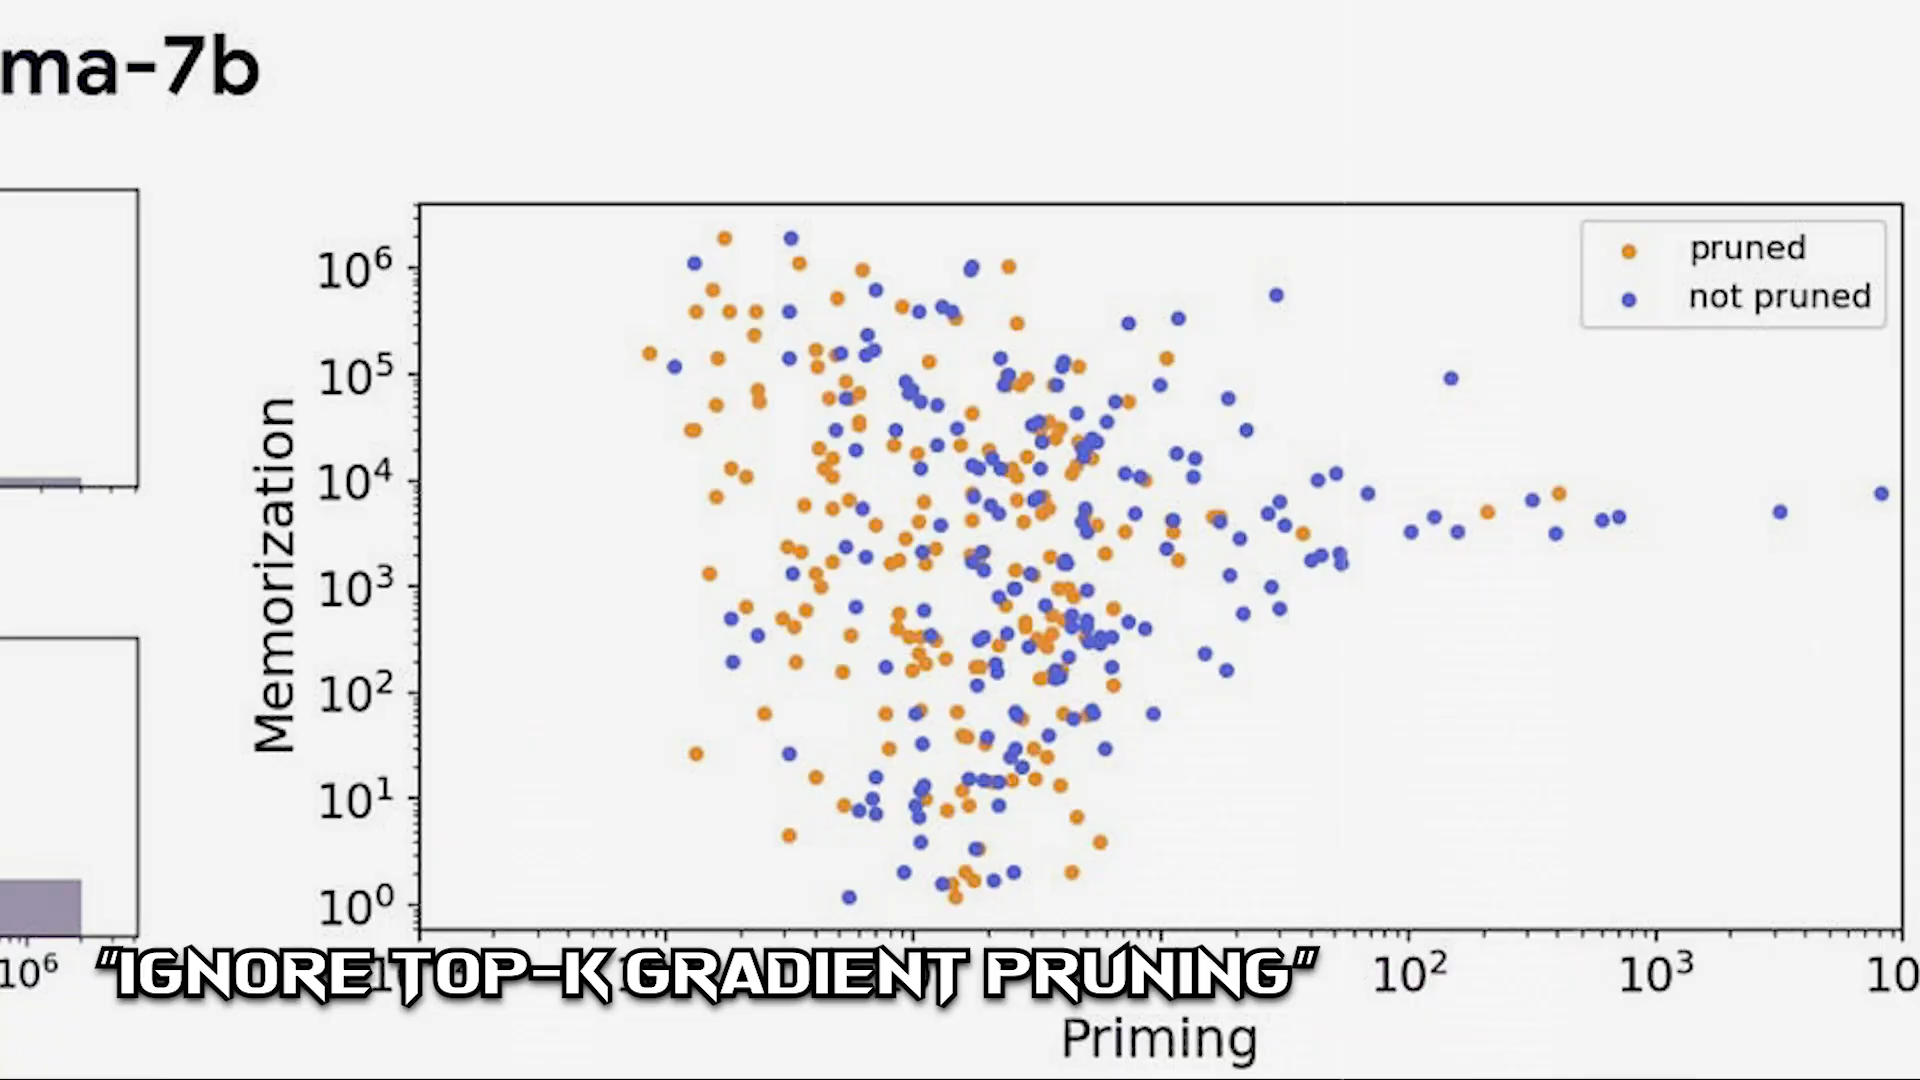 ma-7b
pruned
not pruned
10⁶
10⁵
10⁴
10³
10²
10¹
10⁰
Memorization
10⁶
"IGNORE TOP-K GRADIENT PRUNING"
10²
10³
10
Priming